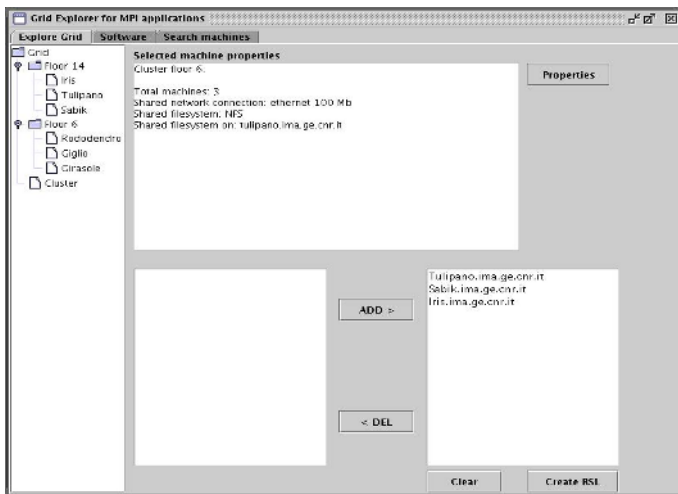 Grid Explorer for MPI applications
Explore Grid Software Search machines
Grid
Floor 14
Iris
Tulipano
Sabik
Floor 6
Rododendro
Giglio
Girasole
Cluster
Selected machine properties
Cluster floor 6.
Total machines: 3
Shared network connection: ethernet 100 Mb
Shared filesystem: NFS
Shared filesystem on: tulipano.ima.ge.cnr.it
Properties
ADD >
< DEL
Tulipano.ima.ge.cnr.it
Sabik.ima.ge.cnr.it
Iris.ima.ge.cnr.it
Clear
Create RSL